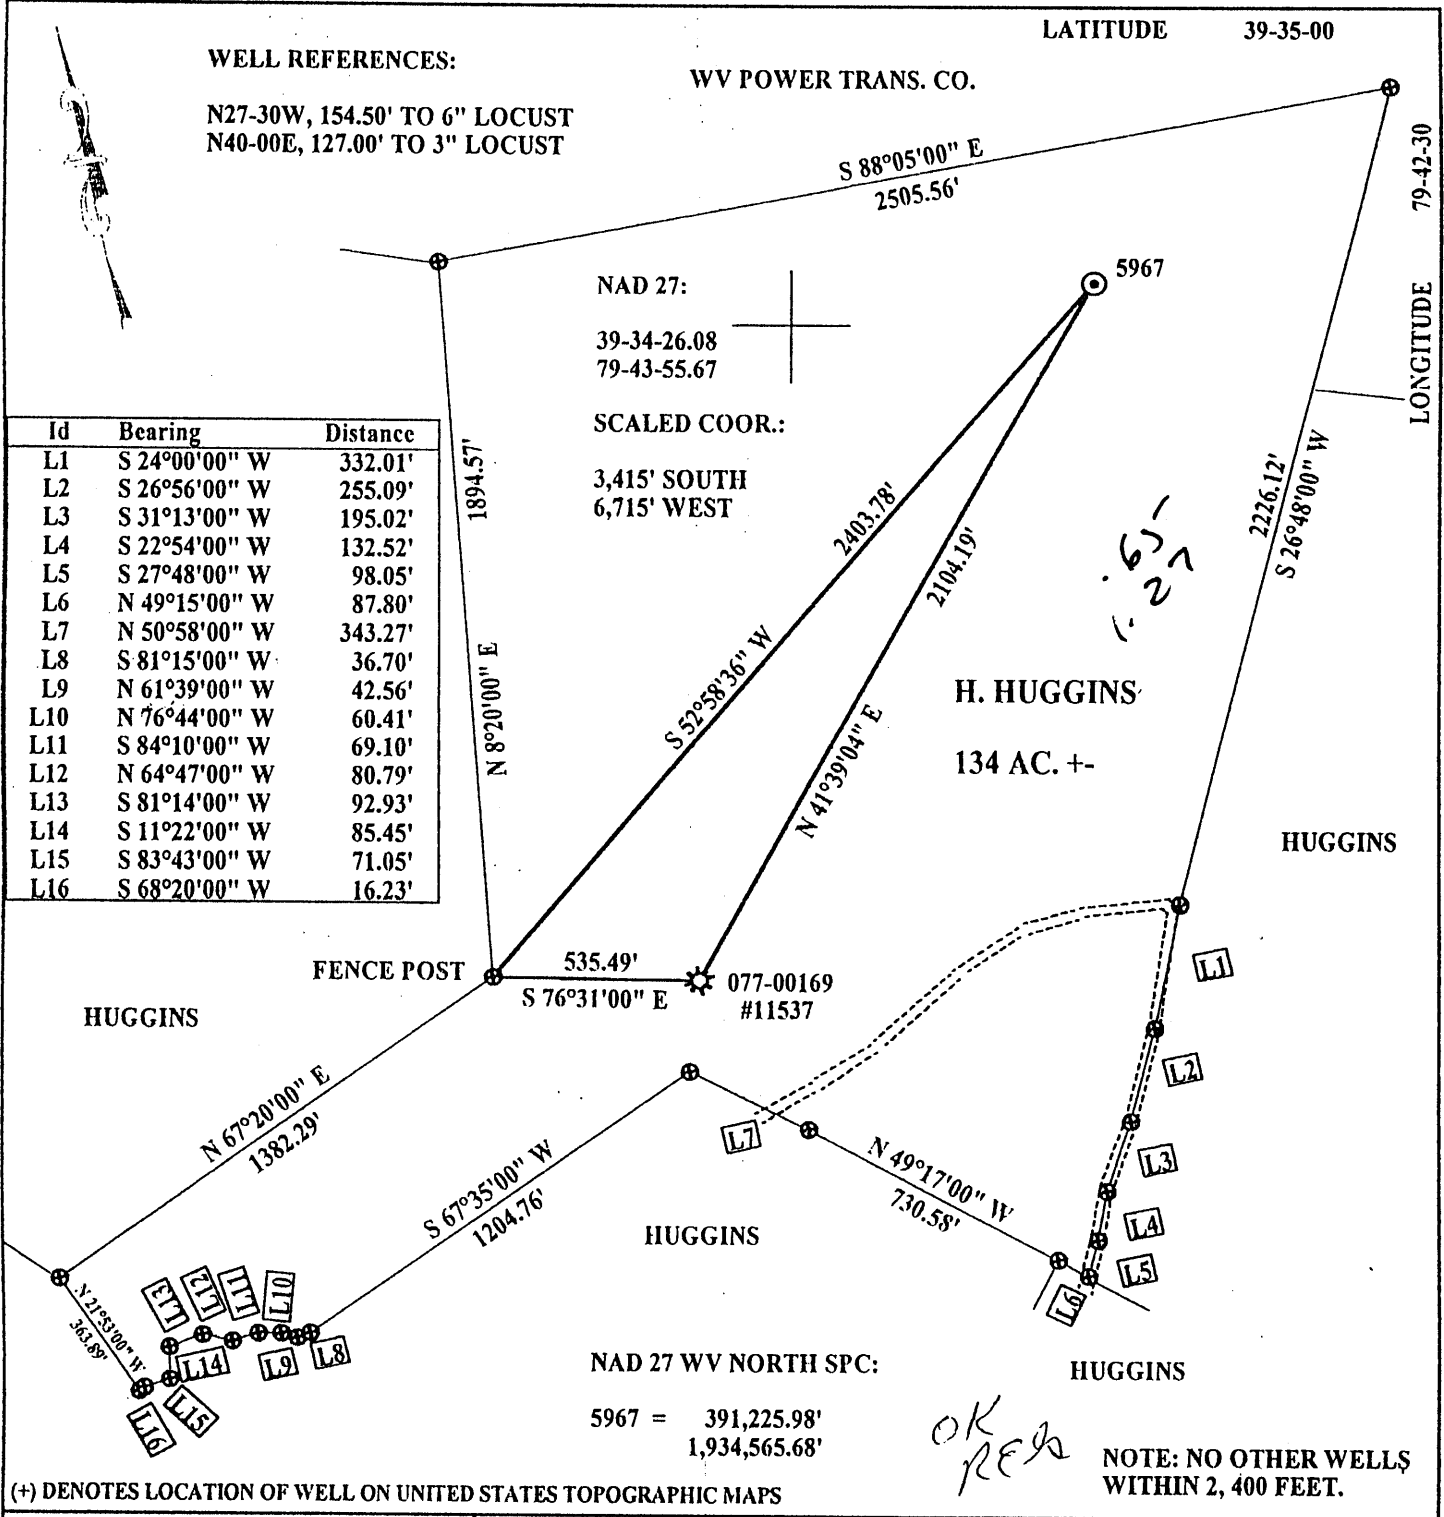 LATITUDE 39-35-00
WELL REFERENCES:
WV POWER TRANS. CO.
N27-30W, 154.50' TO 6" LOCUST
N40-00E, 127.00' TO 3" LOCUST
S 88°05'00" E
2505.56'
79-42-30
LONGITUDE
5967
NAD 27:
39-34-26.08
79-43-55.67
SCALED COOR.:
3,415' SOUTH
6,715' WEST
Id Bearing Distance
L1 S 24°00'00" W 332.01'
L2 S 26°56'00" W 255.09'
L3 S 31°13'00" W 195.02'
L4 S 22°54'00" W 132.52'
L5 S 27°48'00" W 98.05'
L6 N 49°15'00" W 87.80'
L7 N 50°58'00" W 343.27'
L8 S 81°15'00" W 36.70'
L9 N 61°39'00" W 42.56'
L10 N 76°44'00" W 60.41'
L11 S 84°10'00" W 69.10'
L12 N 64°47'00" W 80.79'
L13 S 81°14'00" W 92.93'
L14 S 11°22'00" W 85.45'
L15 S 83°43'00" W 71.05'
L16 S 68°20'00" W 16.23'
1894.57'
N 8°20'00" E
2403.78'
S 52°58'36" W
2104.19'
N 41°39'04" E
2226.12'
S 26°48'00" W
1.27
H. HUGGINS
134 AC. +-
HUGGINS
FENCE POST
535.49'
S 76°31'00" E
077-00169
#11537
HUGGINS
L1
L2
L3
L4
L5
L6
L7
N 67°20'00" E
1382.29'
S 67°35'00" W
1204.76'
N 49°17'00" W
730.58'
HUGGINS
N 21°53'00" W
363.89'
L13
L12
L11
L10
L14
L9
L8
L15
L16
NAD 27 WV NORTH SPC:
5967 = 391,225.98'
1,934,565.68'
HUGGINS
OK
NOTE: NO OTHER WELLS
WITHIN 2, 400 FEET.
(+) DENOTES LOCATION OF WELL ON UNITED STATES TOPOGRAPHIC MAPS